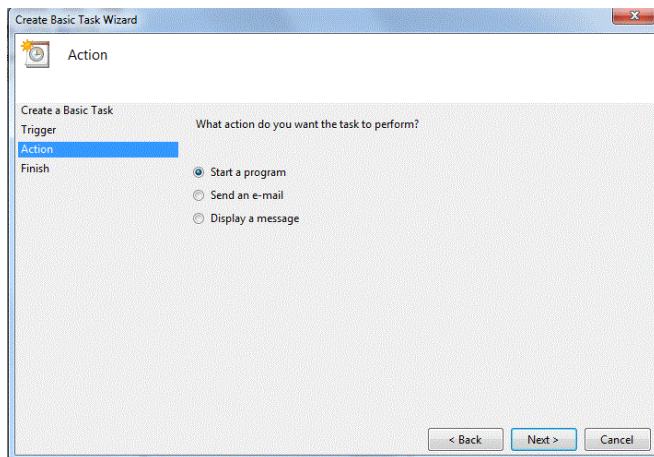 Create Basic Task Wizard
Action
Create a Basic Task
Trigger
Action
Finish
What action do you want the task to perform?
Start a program
Send an e-mail
Display a message
< Back
Next >
Cancel